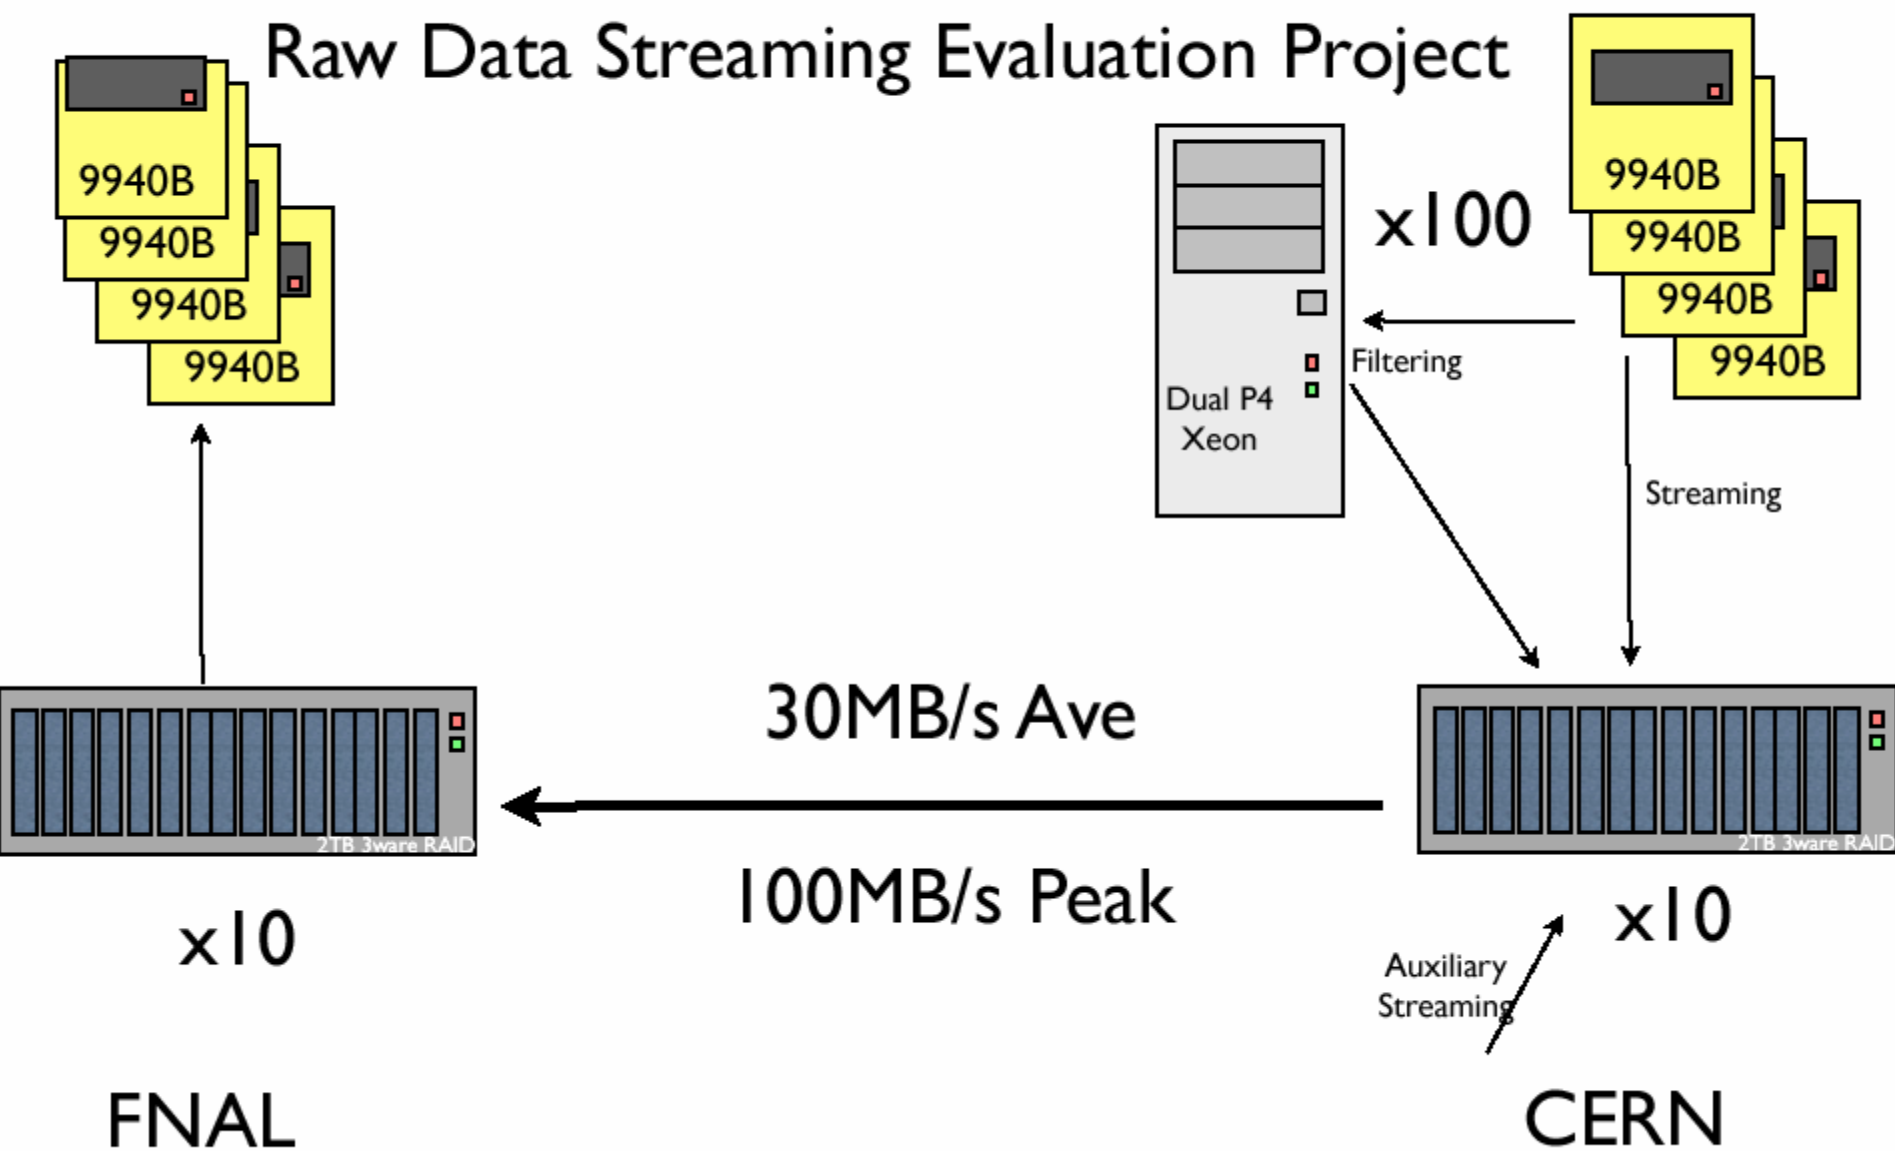 Raw Data Streaming Evaluation Project
9940B
9940B
9940B
9940B
x100
9940B
9940B
9940B
9940B
Filtering
Dual P4
Xeon
Streaming
30MB/s Ave
2TB 3ware RAID
2TB 3ware RAID
100MB/s Peak
x10
x10
Auxiliary
Streaming
FNAL
CERN